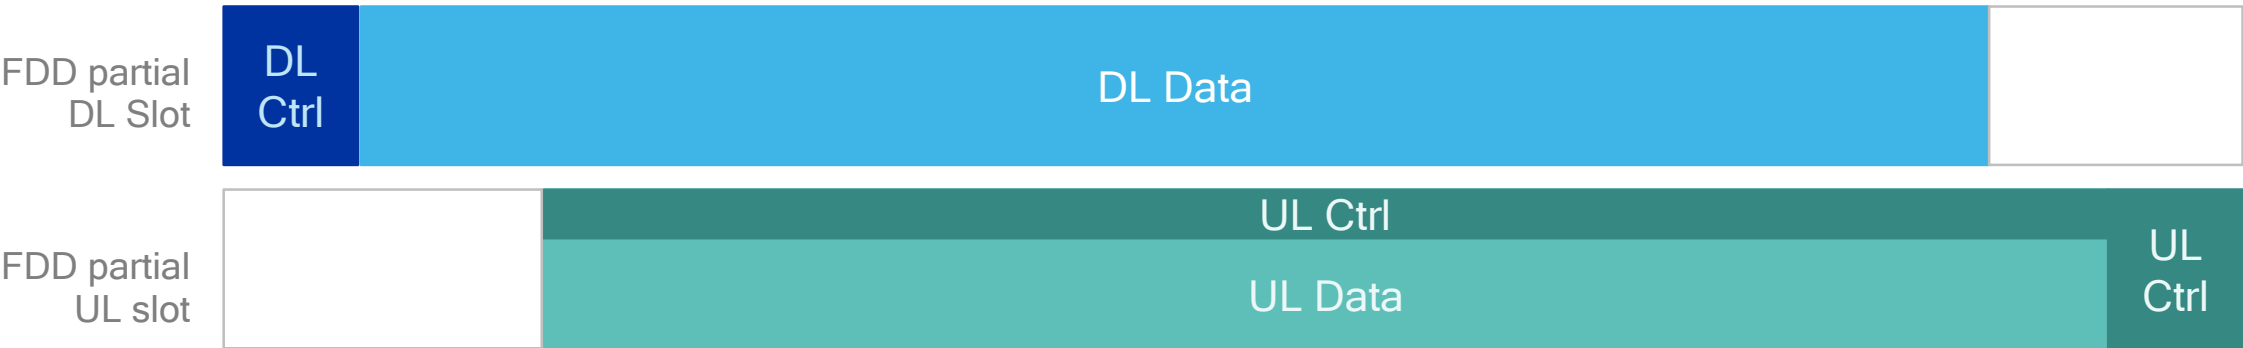 FDD partial
DL Slot
DL
Ctrl
DL Data
FDD partial
UL slot
UL Ctrl
UL Data
UL
Ctrl